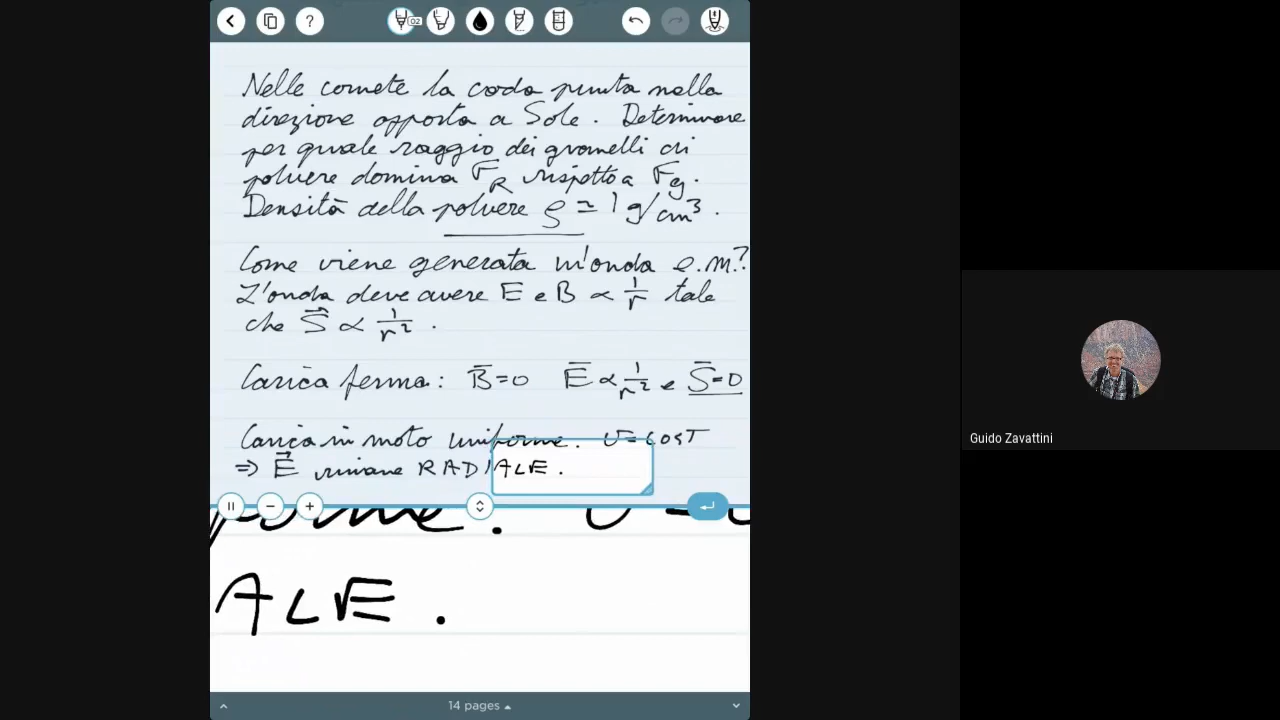 02
?
Nelle comete la coda punta nella
direzione opposta a Sole. Determinare
per quale raggio dei granelli di
polvere domina F_R rispetto a F_g.
Densità della polvere ρ ≃ 1 g/cm³.
Come viene generata un'onda e.m.?
L'onda deve avere E e B ∝ 1/r tale
che S⃗ ∝ 1/r².
Carica ferma: B̄=0 Ē ∝ 1/r² e S̄=0
Carica in moto uniforme. v=cost
⇒ E⃗ rimane RADIALE.
ALE.
14 pages
Guido Zavattini